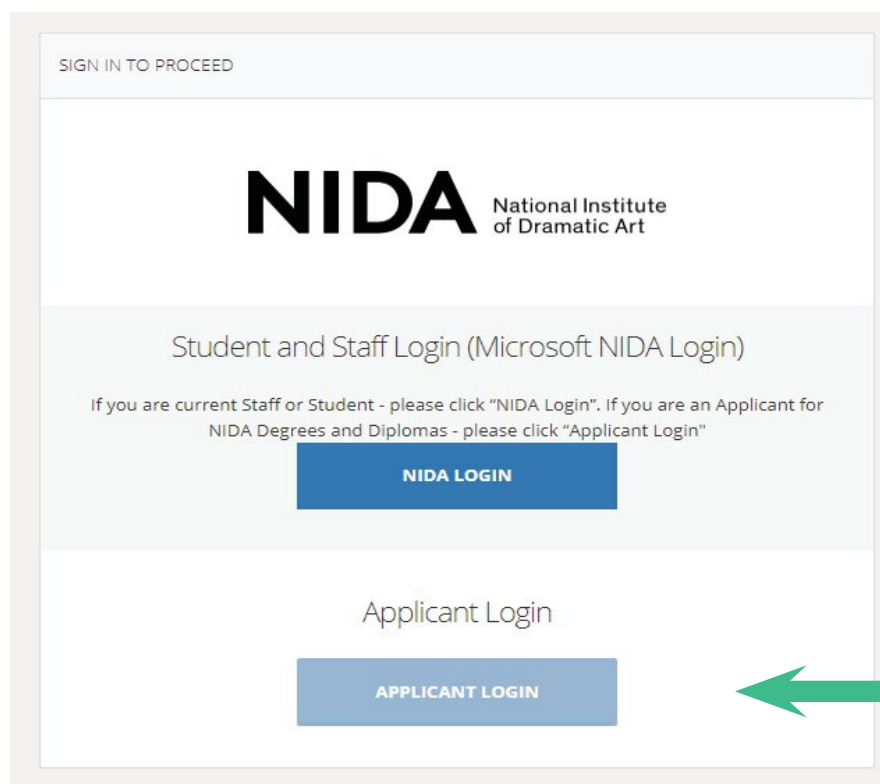 SIGN IN TO PROCEED
NIDA
National Institute
of Dramatic Art
Student and Staff Login (Microsoft NIDA Login)
If you are current Staff or Student - please click “NIDA Login”. If you are an Applicant for
NIDA Degrees and Diplomas - please click “Applicant Login"
NIDA LOGIN
Applicant Login
APPLICANT LOGIN